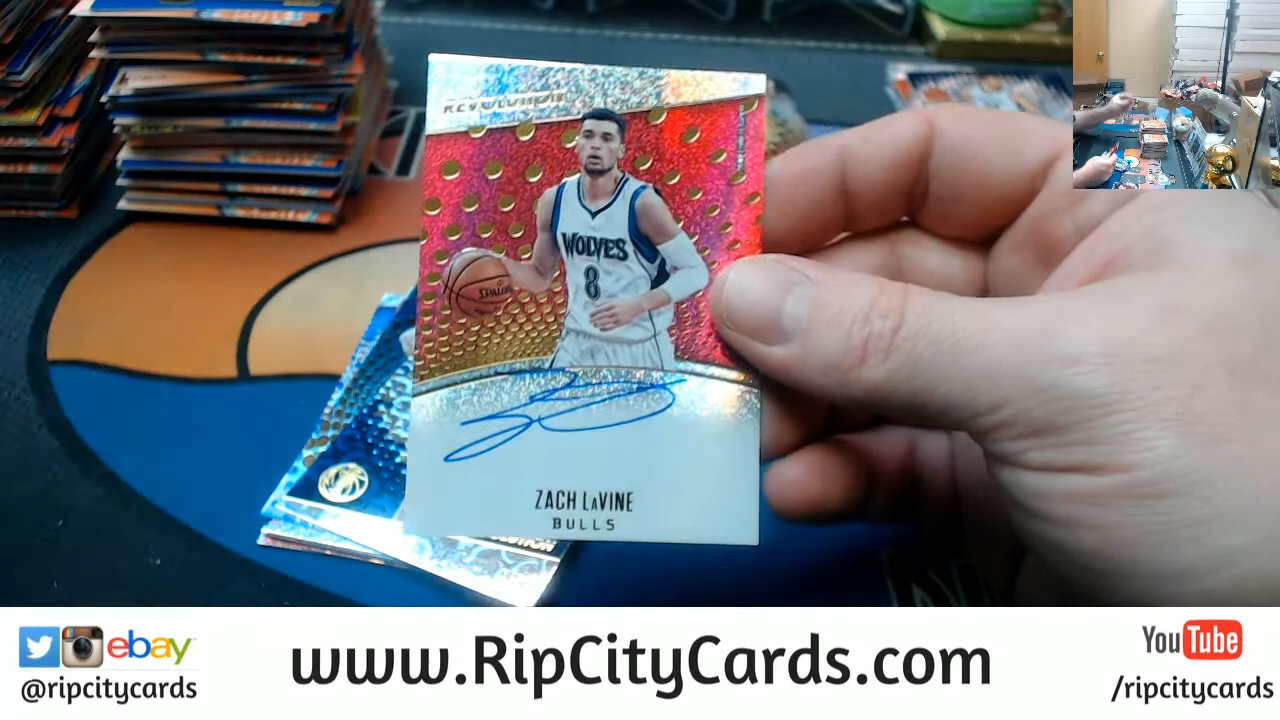 REVOLUTION
WOLVES
8
SPALDING
ZACH LAVINE
BULLS
ebay
@ripcitycards
www.RipCityCards.com
YouTube
/ripcitycards